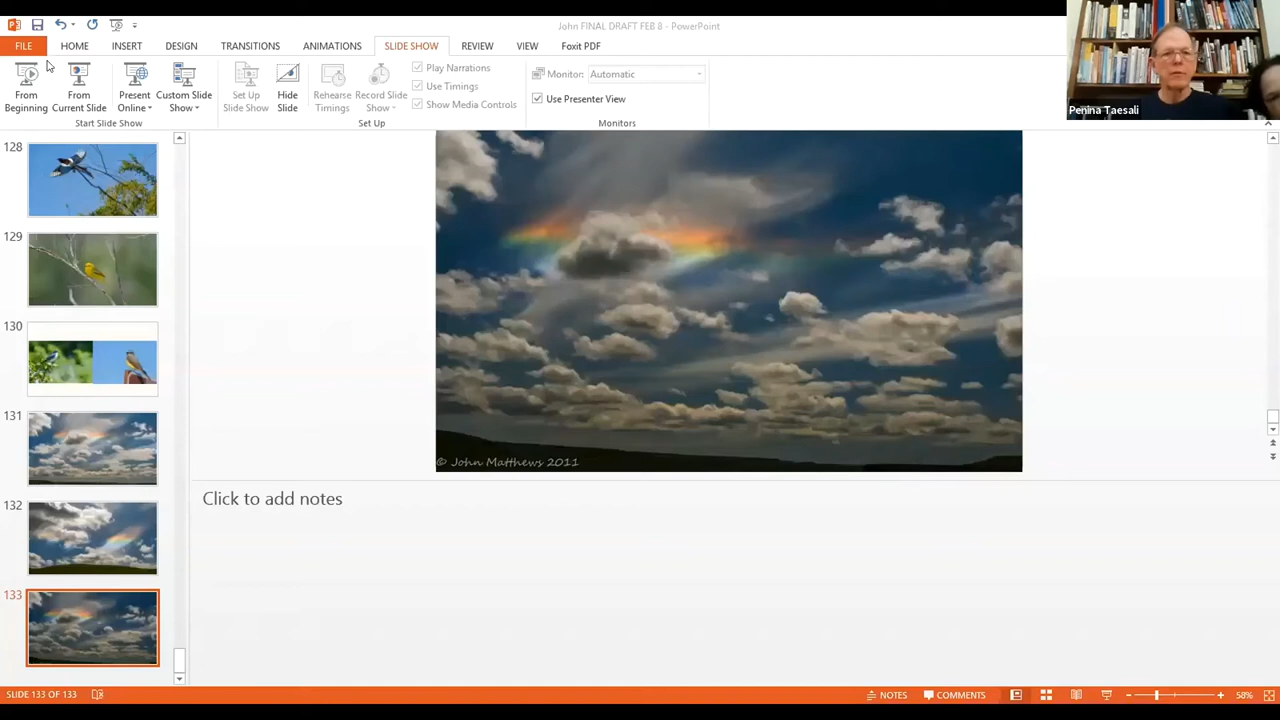 John FINAL DRAFT FEB 8 - PowerPoint
FILE HOME INSERT DESIGN TRANSITIONS ANIMATIONS SLIDE SHOW REVIEW VIEW Foxit PDF
From Beginning
From Current Slide
Present Online
Custom Slide Show
Start Slide Show
Set Up Slide Show
Hide Slide
Rehearse Timings
Record Slide Show
Play Narrations
Use Timings
Show Media Controls
Set Up
Monitor: Automatic
Use Presenter View
Monitors
Penina Taesali
128
129
130
131
132
133
© John Matthews 2011
Click to add notes
SLIDE 133 OF 133
NOTES
COMMENTS
58%